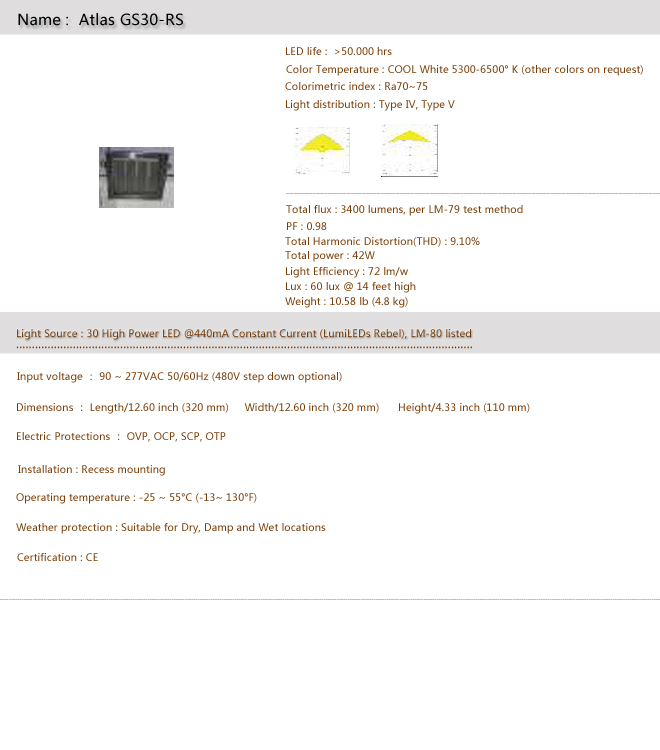 Name :  Atlas GS30-RS
LED life :  >50.000 hrs
Color Temperature : COOL White 5300-6500° K (other colors on request)
Colorimetric index : Ra70~75
Light distribution : Type IV, Type V
Total flux : 3400 lumens, per LM-79 test method
PF : 0.98
Total Harmonic Distortion(THD) : 9.10%
Total power : 42W
Light Efficiency : 72 lm/w
Lux : 60 lux @ 14 feet high
Weight : 10.58 lb (4.8 kg)
Light Source : 30 High Power LED @440mA Constant Current (LumiLEDs Rebel), LM-80 listed
Input voltage  :  90 ~ 277VAC 50/60Hz (480V step down optional)
Dimensions  :  Length/12.60 inch (320 mm)    Width/12.60 inch (320 mm)    Height/4.33 inch (110 mm)
Electric Protections  :  OVP, OCP, SCP, OTP
Installation : Recess mounting
Operating temperature : -25 ~ 55°C (-13~ 130°F)
Weather protection : Suitable for Dry, Damp and Wet locations
Certification : CE